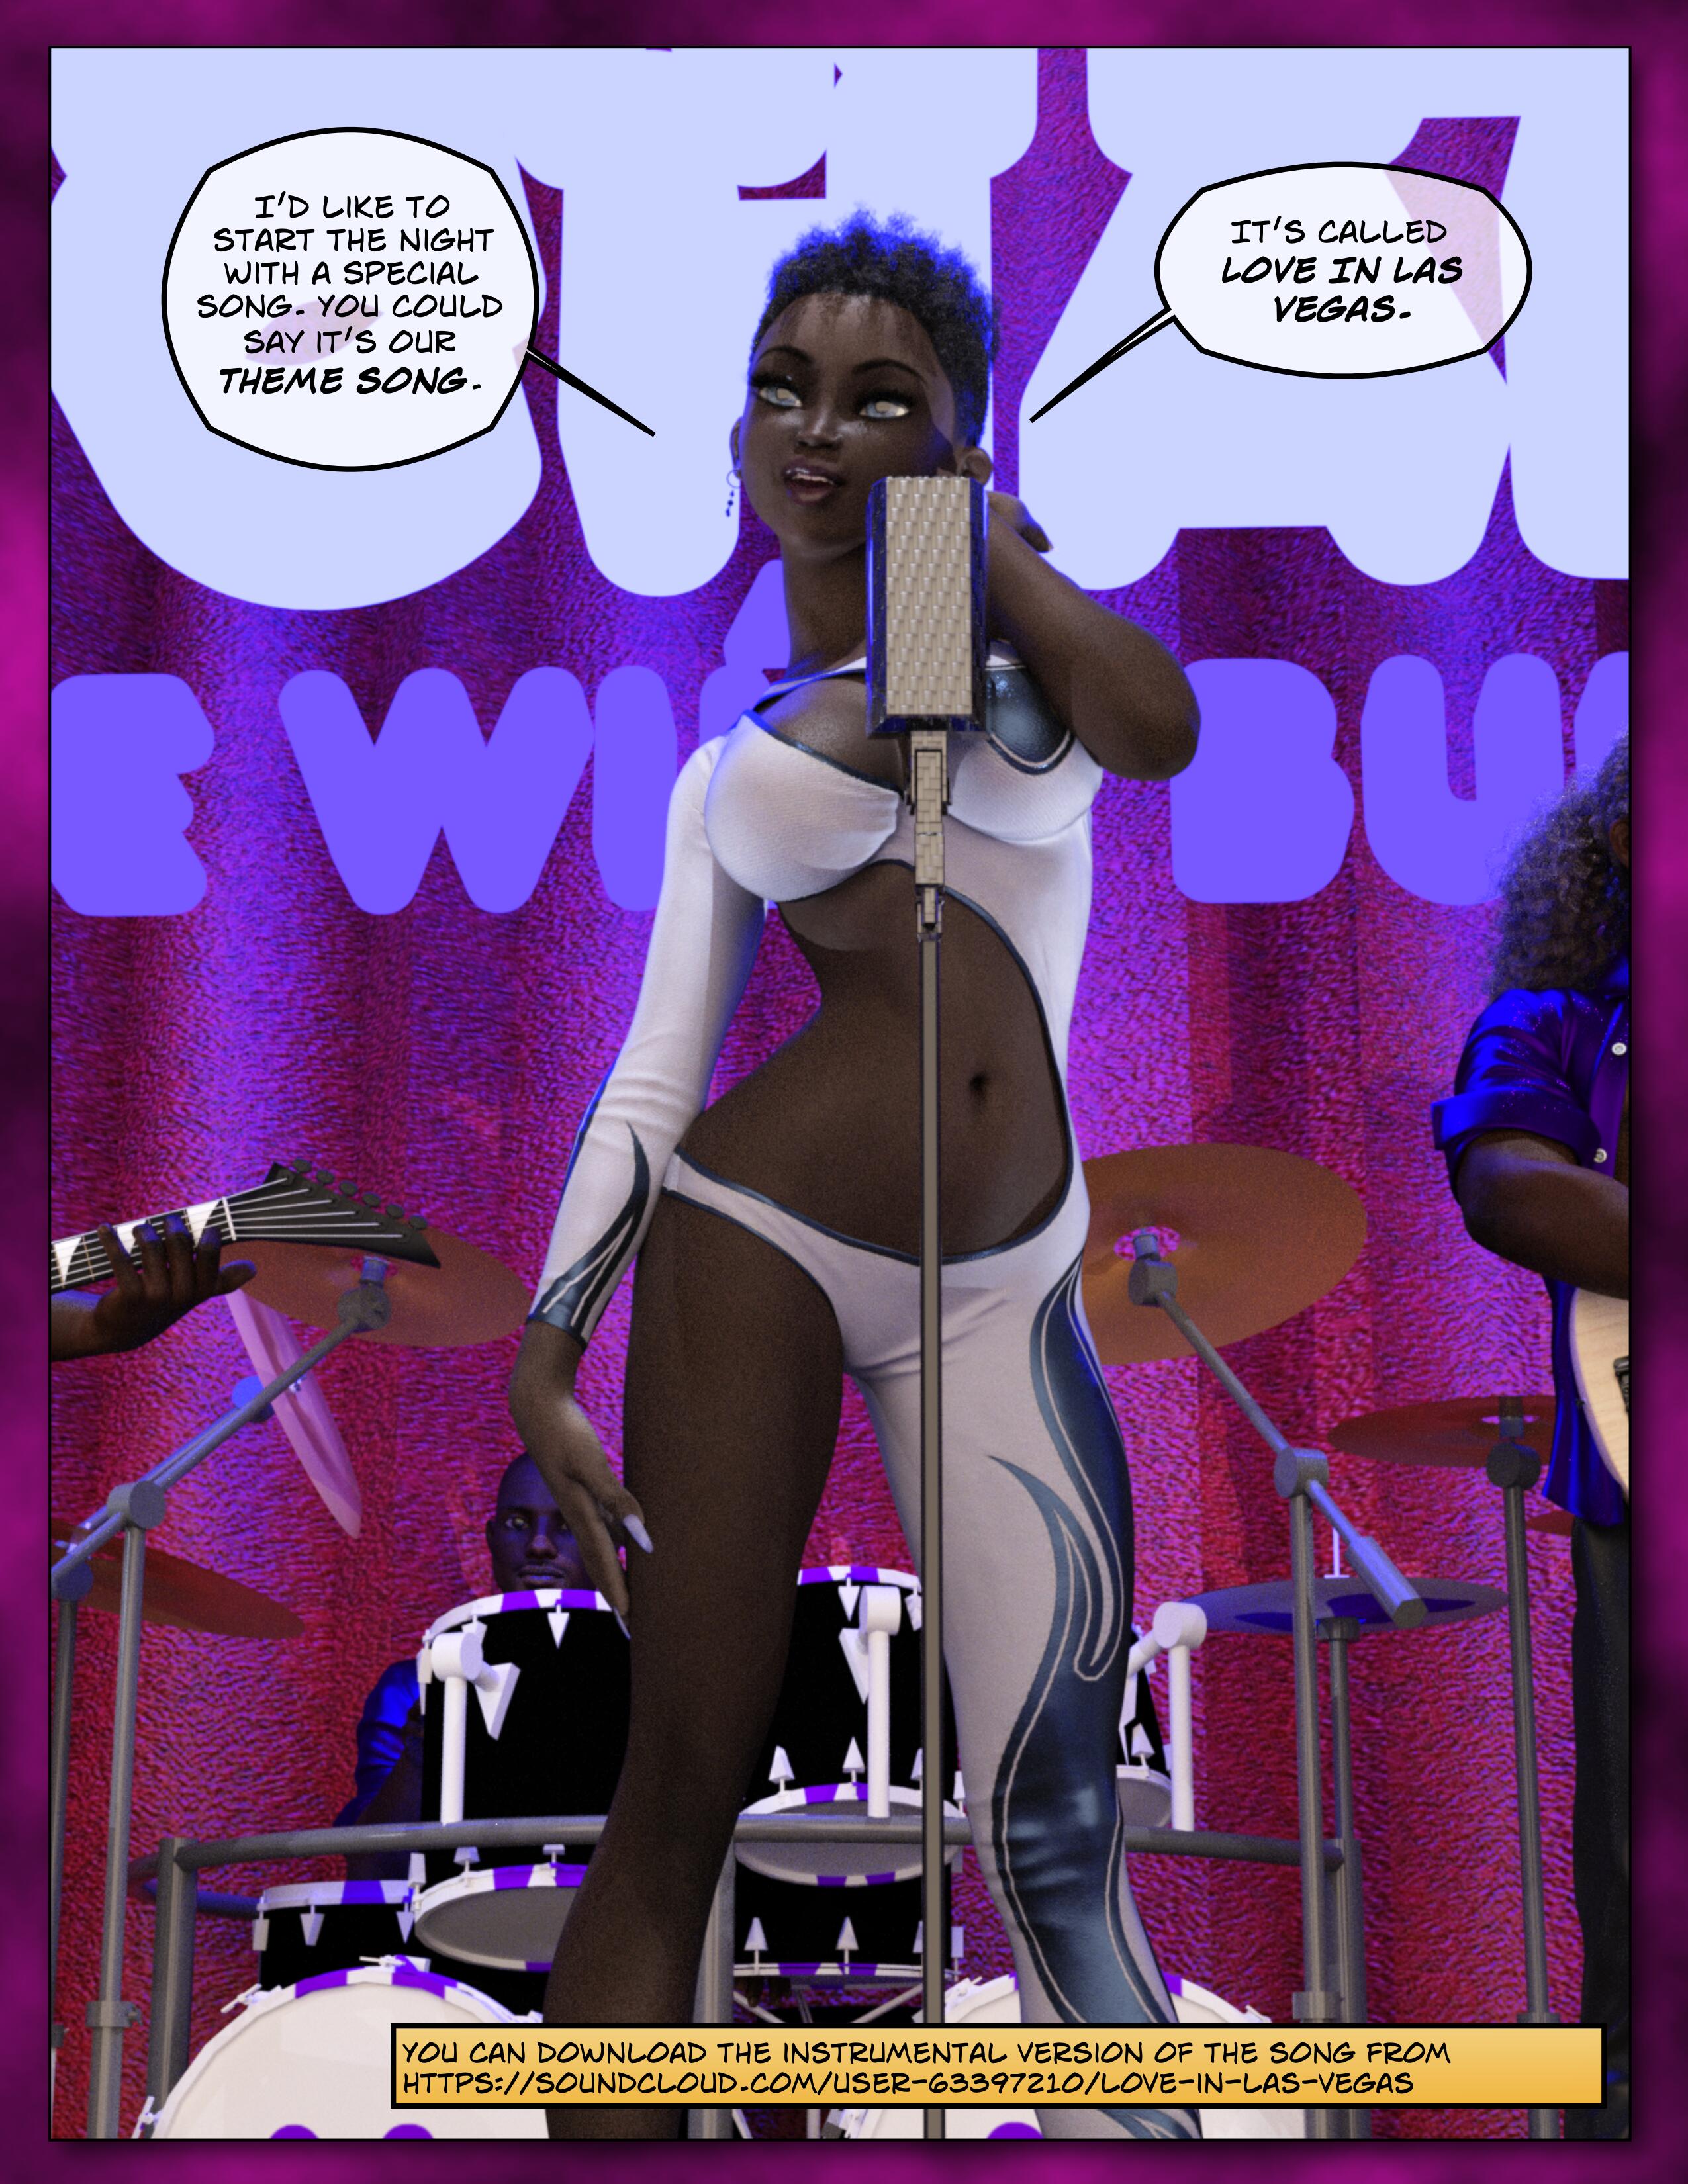 I'D LIKE TO
START THE NIGHT
WITH A SPECIAL
SONG. YOU COULD
SAY IT'S OUR
THEME SONG.
IT'S CALLED
LOVE IN LAS
VEGAS.
YOU CAN DOWNLOAD THE INSTRUMENTAL VERSION OF THE SONG FROM
HTTPS://SOUNDCLOUD.COM/USER-63397210/LOVE-IN-LAS-VEGAS